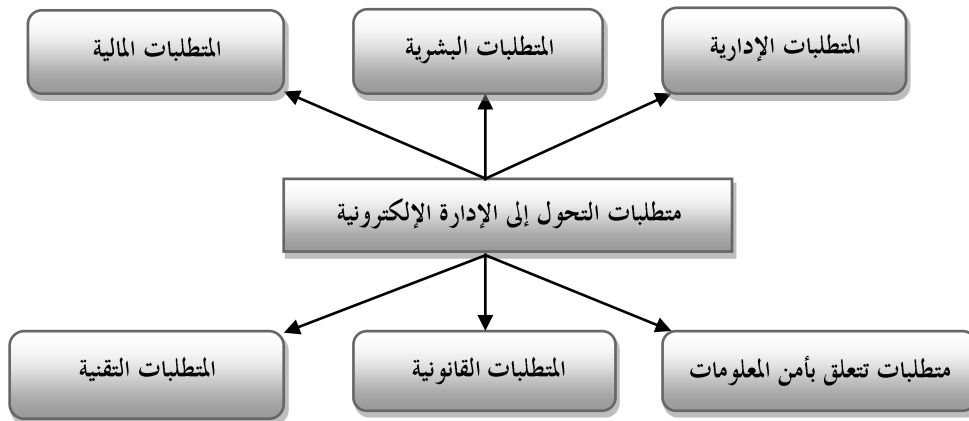 المتطلبات الإدارية
المتطلبات البشرية
المتطلبات المالية
متطلبات التحول إلى الإدارة الإلكترونية
متطلبات تتعلق بأمن المعلومات
المتطلبات القانونية
المتطلبات التقنية